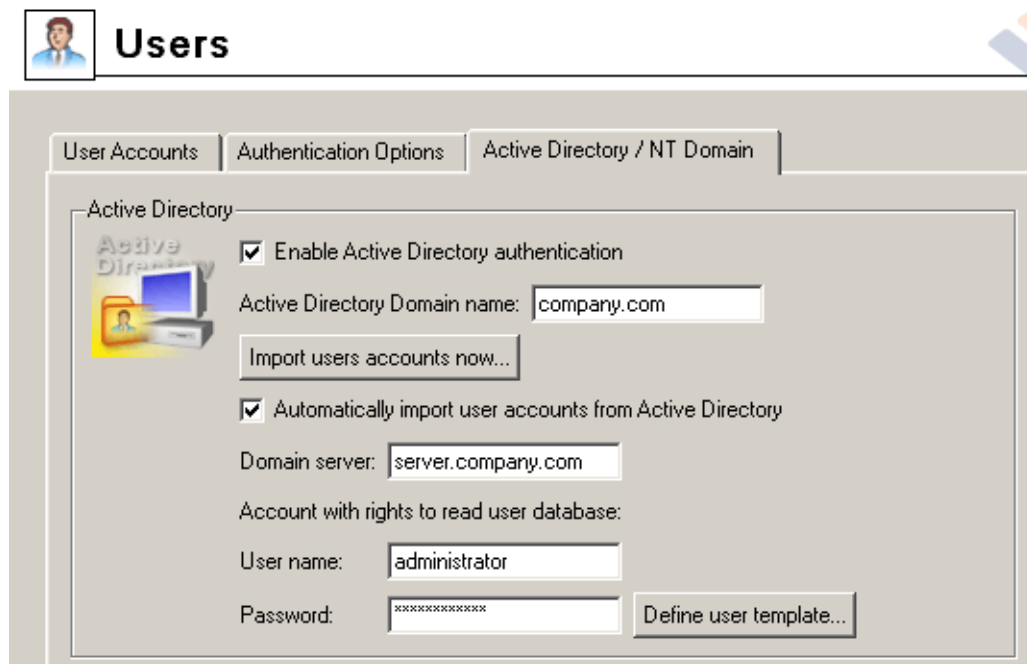 Users
User Accounts Authentication Options Active Directory / NT Domain
Active Directory
Active
Directory
Enable Active Directory authentication
Active Directory Domain name: company.com
Import users accounts now...
Automatically import user accounts from Active Directory
Domain server: server.company.com
Account with rights to read user database:
User name: administrator
Password: ************ Define user template...